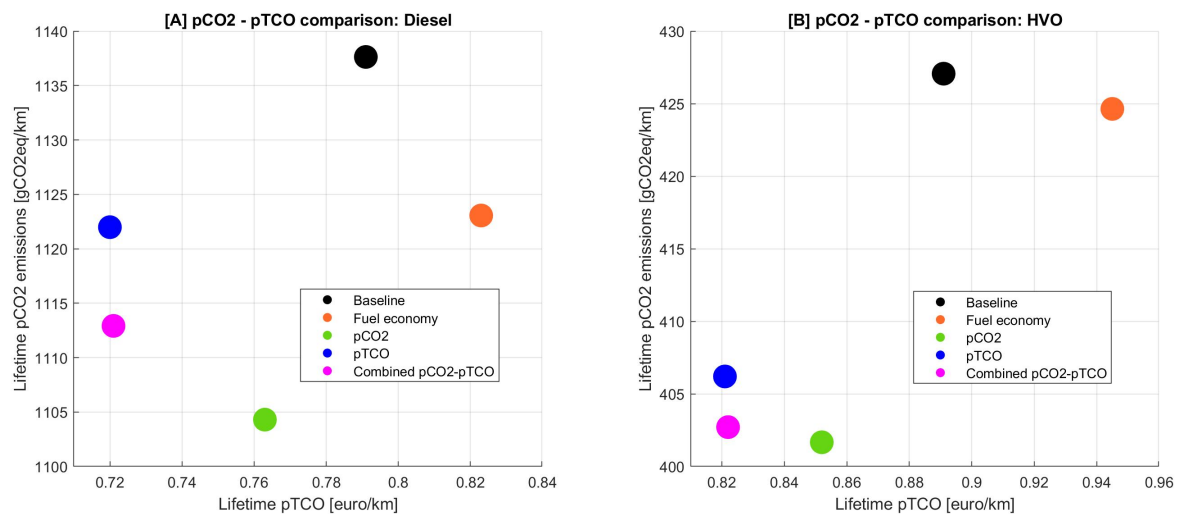 [A] pCO2 - pTCO comparison: Diesel
1140
1135
1130
1125
1120
1115
1110
1105
1100
Lifetime pCO2 emissions [gCO2eq/km]
Baseline
Fuel economy
pCO2
pTCO
Combined pCO2-pTCO
0.72
0.74
0.76
0.78
0.8
0.82
0.84
Lifetime pTCO [euro/km]
[B] pCO2 - pTCO comparison: HVO
430
425
420
415
410
405
400
Lifetime pCO2 emissions [gCO2eq/km]
Baseline
Fuel economy
pCO2
pTCO
Combined pCO2-pTCO
0.82
0.84
0.86
0.88
0.9
0.92
0.94
0.96
Lifetime pTCO [euro/km]